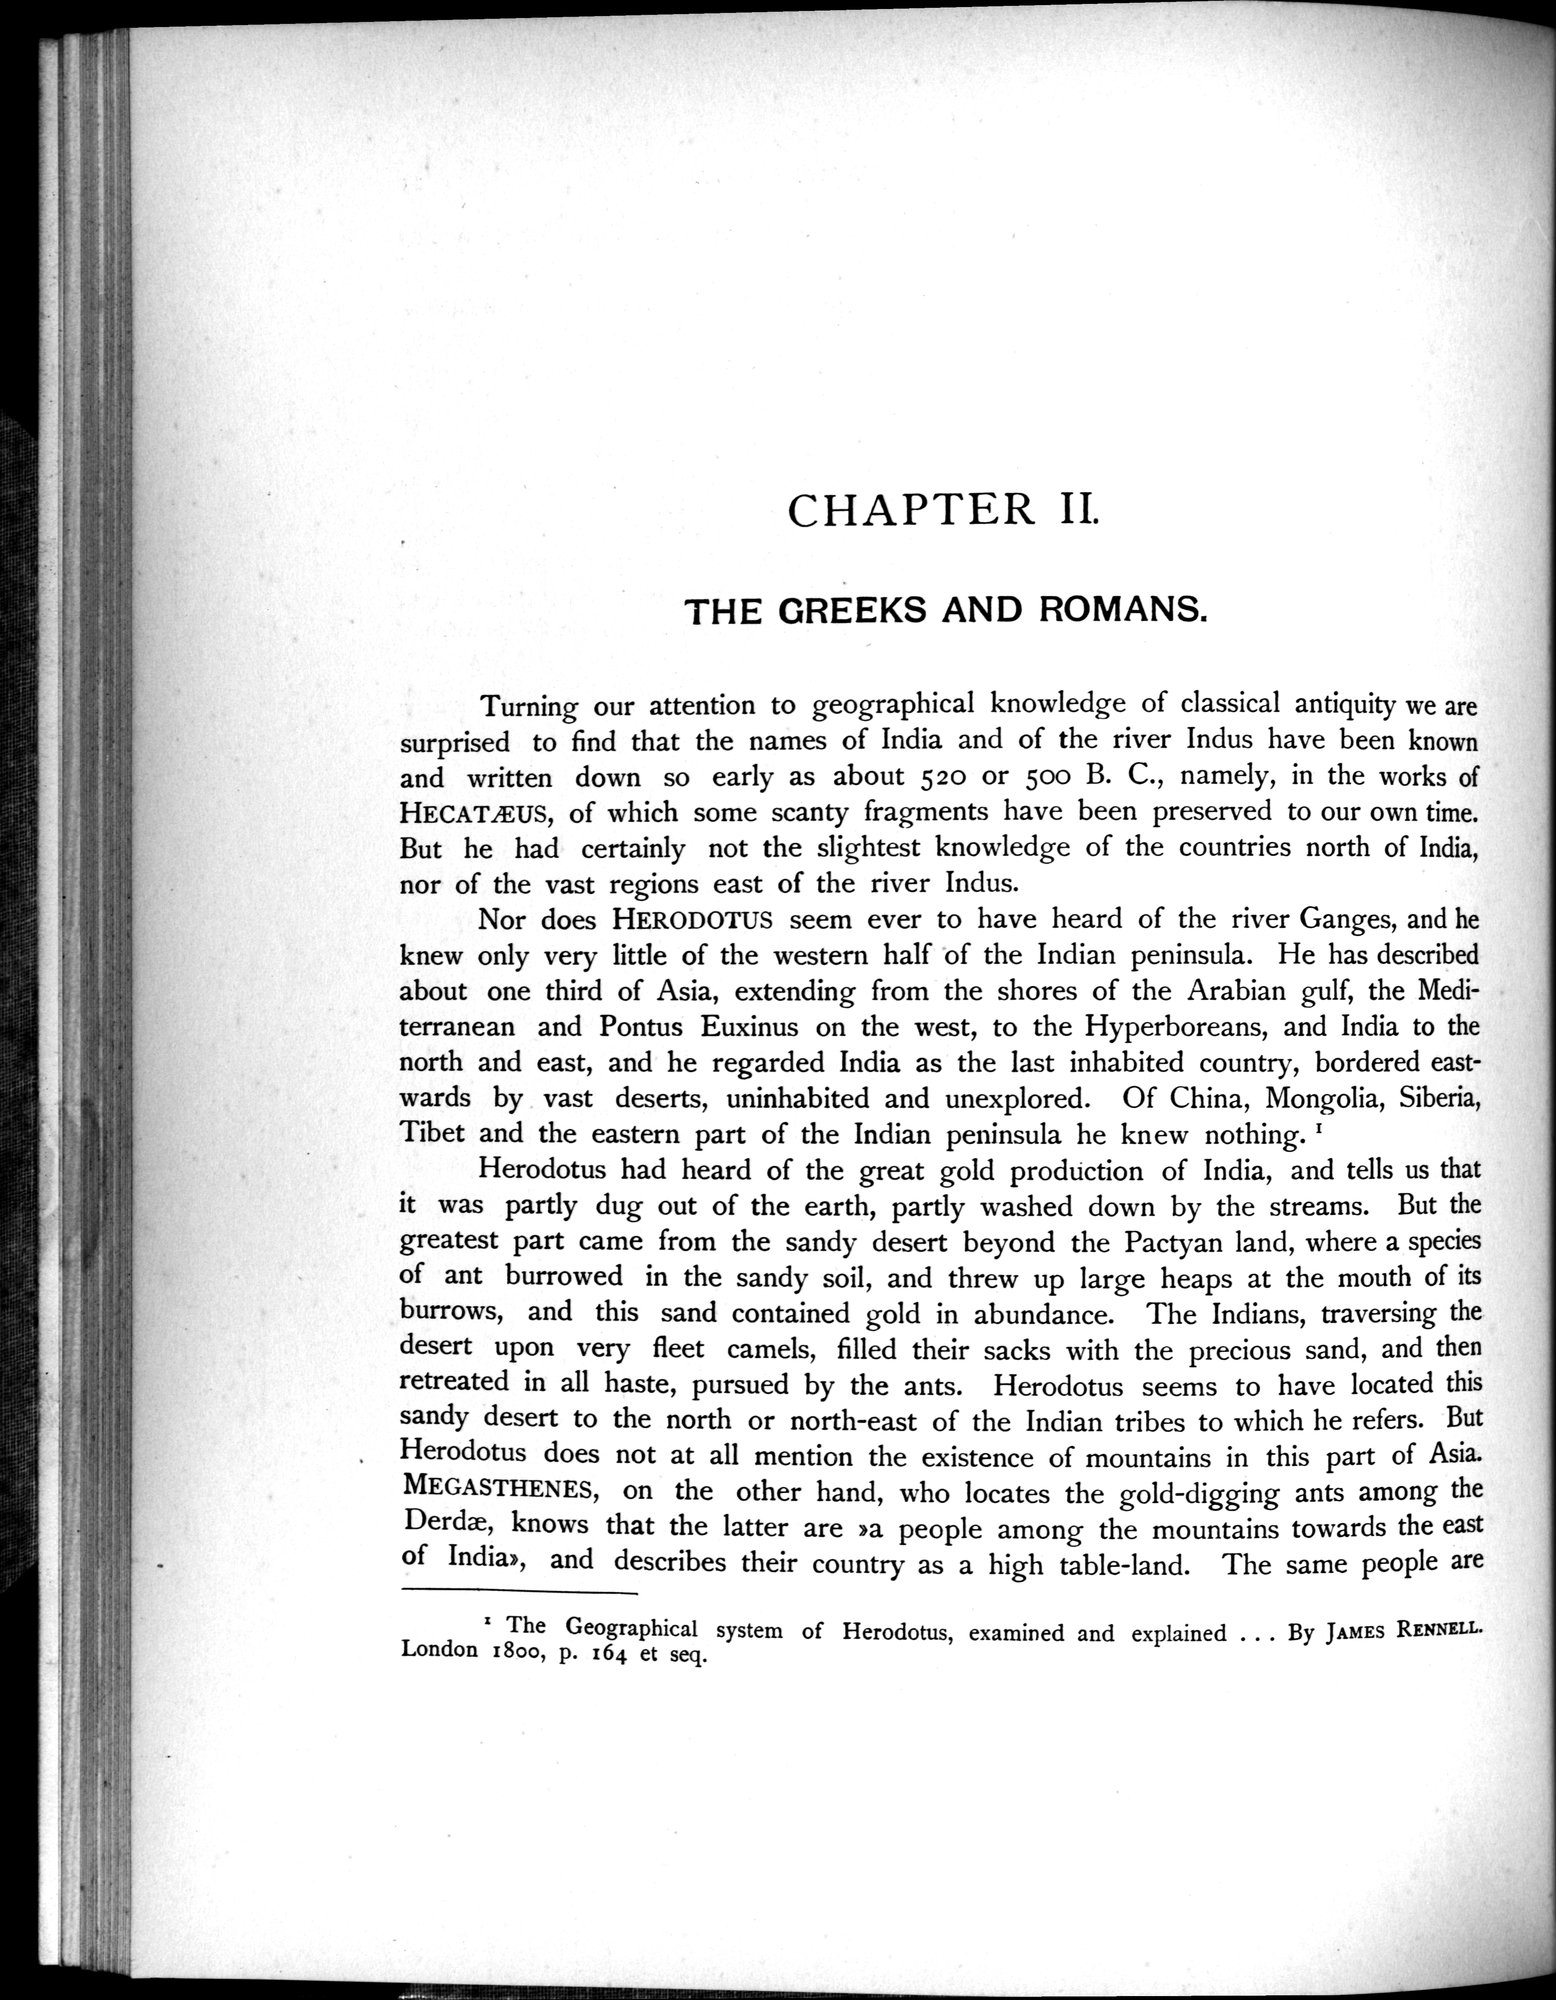 CHAPTER II.
THE GREEKS AND ROMANS.
Turning our attention to geographical knowledge of classical antiquity we are
surprised to find that the names of India and of the river Indus have been known
and written down so early as about 520 or 500 B. C., namely, in the works of
HECATÆUS, of which some scanty fragments have been preserved to our own time.
But he had certainly not the slightest knowledge of the countries north of India,
nor of the vast regions east of the river Indus.
Nor does HERODOTUS seem ever to have heard of the river Ganges, and he
knew only very little of the western half of the Indian peninsula. He has described
about one third of Asia, extending from the shores of the Arabian gulf, the Medi-
terranean and Pontus Euxinus on the west, to the Hyperboreans, and India to the
north and east, and he regarded India as the last inhabited country, bordered east-
wards by vast deserts, uninhabited and unexplored. Of China, Mongolia, Siberia,
Tibet and the eastern part of the Indian peninsula he knew nothing. ¹
Herodotus had heard of the great gold production of India, and tells us that
it was partly dug out of the earth, partly washed down by the streams. But the
greatest part came from the sandy desert beyond the Pactyan land, where a species
of ant burrowed in the sandy soil, and threw up large heaps at the mouth of its
burrows, and this sand contained gold in abundance. The Indians, traversing the
desert upon very fleet camels, filled their sacks with the precious sand, and then
retreated in all haste, pursued by the ants. Herodotus seems to have located this
sandy desert to the north or north-east of the Indian tribes to which he refers. But
Herodotus does not at all mention the existence of mountains in this part of Asia.
MEGASTHENES, on the other hand, who locates the gold-digging ants among the
Derdæ, knows that the latter are »a people among the mountains towards the east
of India», and describes their country as a high table-land. The same people are
¹ The Geographical system of Herodotus, examined and explained . . . By JAMES RENNELL.
London 1800, p. 164 et seq.